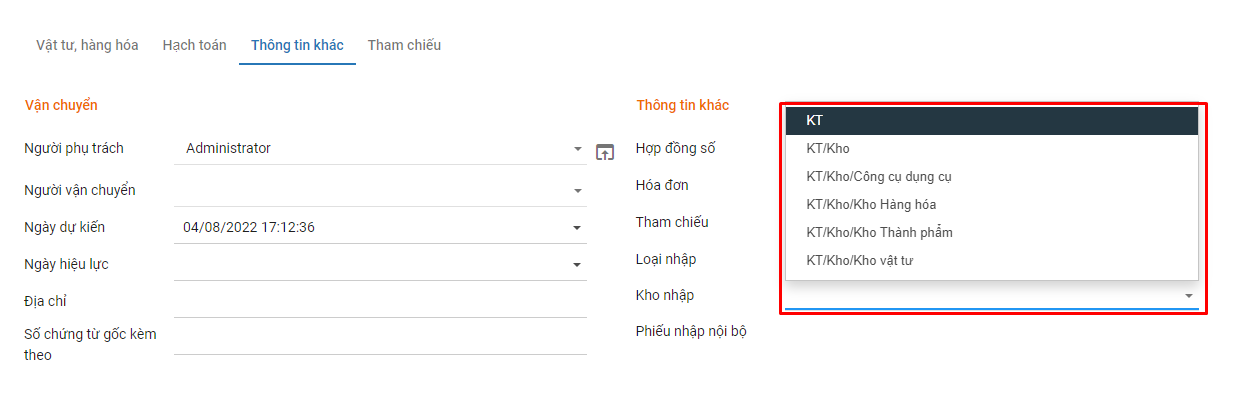 Vật tư, hàng hóa Hạch toán Thông tin khác Tham chiếu
Vận chuyển
Người phụ trách Administrator
Người vận chuyển
Ngày dự kiến 04/08/2022 17:12:36
Ngày hiệu lực
Địa chỉ
Số chứng từ gốc kèm
theo
Thông tin khác
Hợp đồng số
Hóa đơn
Tham chiếu
Loại nhập
Kho nhập
Phiếu nhập nội bộ
KT
KT/Kho
KT/Kho/Công cụ dụng cụ
KT/Kho/Kho Hàng hóa
KT/Kho/Kho Thành phẩm
KT/Kho/Kho vật tư